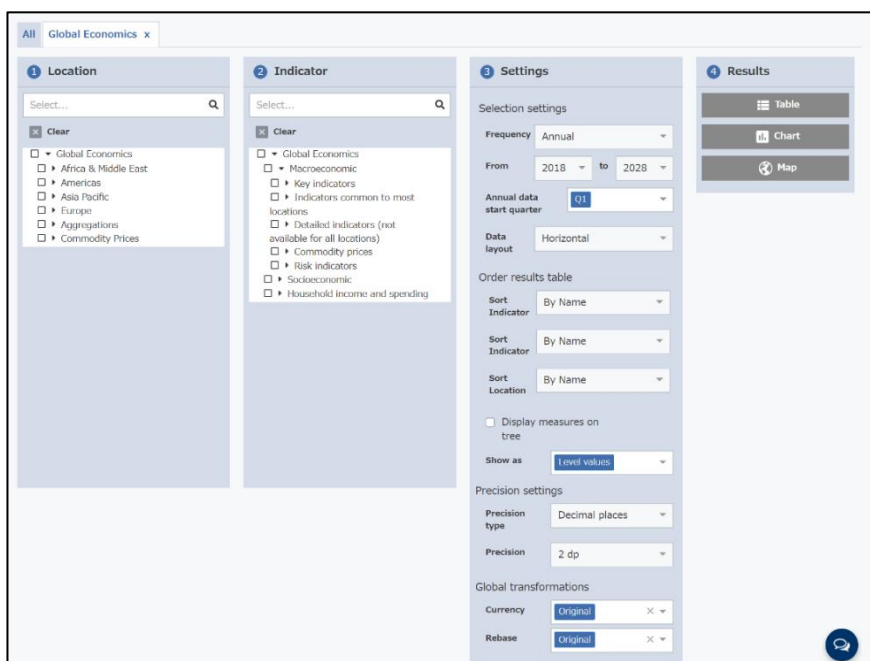 All
Global Economics x
1 Location
Select...
Clear
Global Economics
Africa & Middle East
Americas
Asia Pacific
Europe
Aggregations
Commodity Prices
2 Indicator
Select...
Clear
Global Economics
Macroeconomic
Key indicators
Indicators common to most
locations
Detailed indicators (not
available for all locations)
Commodity prices
Risk indicators
Socioeconomic
Household income and spending
3 Settings
Selection settings
Frequency Annual
From 2018 to 2028
Annual data
start quarter Q1
Data
layout Horizontal
Order results table
Sort
Indicator By Name
Sort
Indicator By Name
Sort
Location By Name
Display measures on
tree
Show as Level values
Precision settings
Precision
type Decimal places
Precision 2 dp
Global transformations
Currency Original
Rebase Original
4 Results
Table
Chart
Map